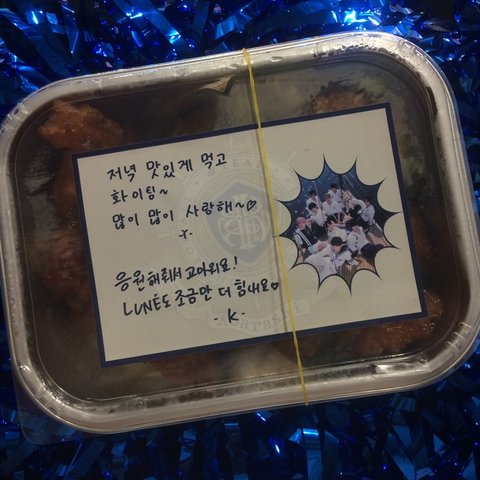 저녁 맛있게 먹고
화이팅~
많이 많이 사랑해~♡
응원해줘서 고마워요!
LUNÉ도 조금만 더 힘내요♡
- K -